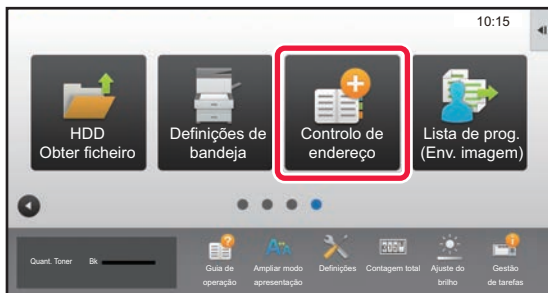 10:15
HDD
Obter ficheiro
Definições de
bandeja
Controlo de
endereço
Lista de prog.
(Env. imagem)
Quant. Toner Bk
Guia de
operação
Ampliar modo
apresentação
Definições
Contagem total
Ajuste do
brilho
Gestão
de tarefas